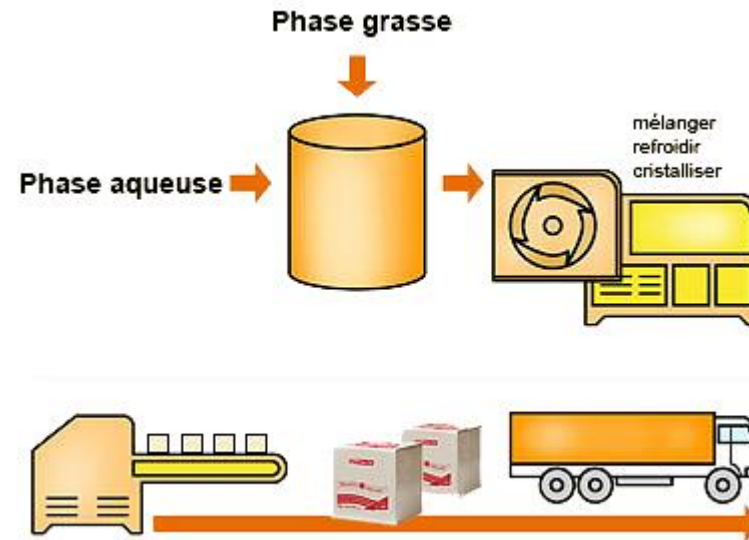 Phase grasse
Phase aqueuse
mélanger
refroidir
cristalliser